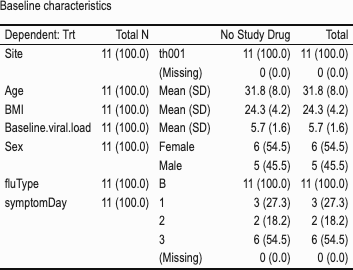 Baseline characteristics
Dependent: Trt Total N No Study Drug Total
Site 11 (100.0) th001 11 (100.0) 11 (100.0)
(Missing) 0 (0.0) 0 (0.0)
Age 11 (100.0) Mean (SD) 31.8 (8.0) 31.8 (8.0)
BMI 11 (100.0) Mean (SD) 24.3 (4.2) 24.3 (4.2)
Baseline.viral.load 11 (100.0) Mean (SD) 5.7 (1.6) 5.7 (1.6)
Sex 11 (100.0) Female 6 (54.5) 6 (54.5)
Male 5 (45.5) 5 (45.5)
fluType 11 (100.0) B 11 (100.0) 11 (100.0)
symptomDay 11 (100.0) 1 3 (27.3) 3 (27.3)
2 2 (18.2) 2 (18.2)
3 6 (54.5) 6 (54.5)
(Missing) 0 (0.0) 0 (0.0)